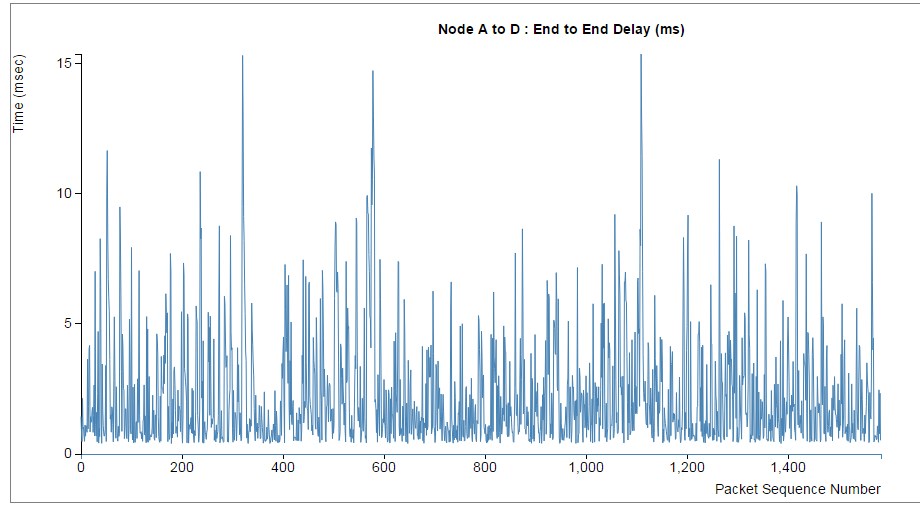 Node A to D : End to End Delay (ms)
Time (msec)
15
10
5
0
0 200 400 600 800 1,000 1,200 1,400
Packet Sequence Number